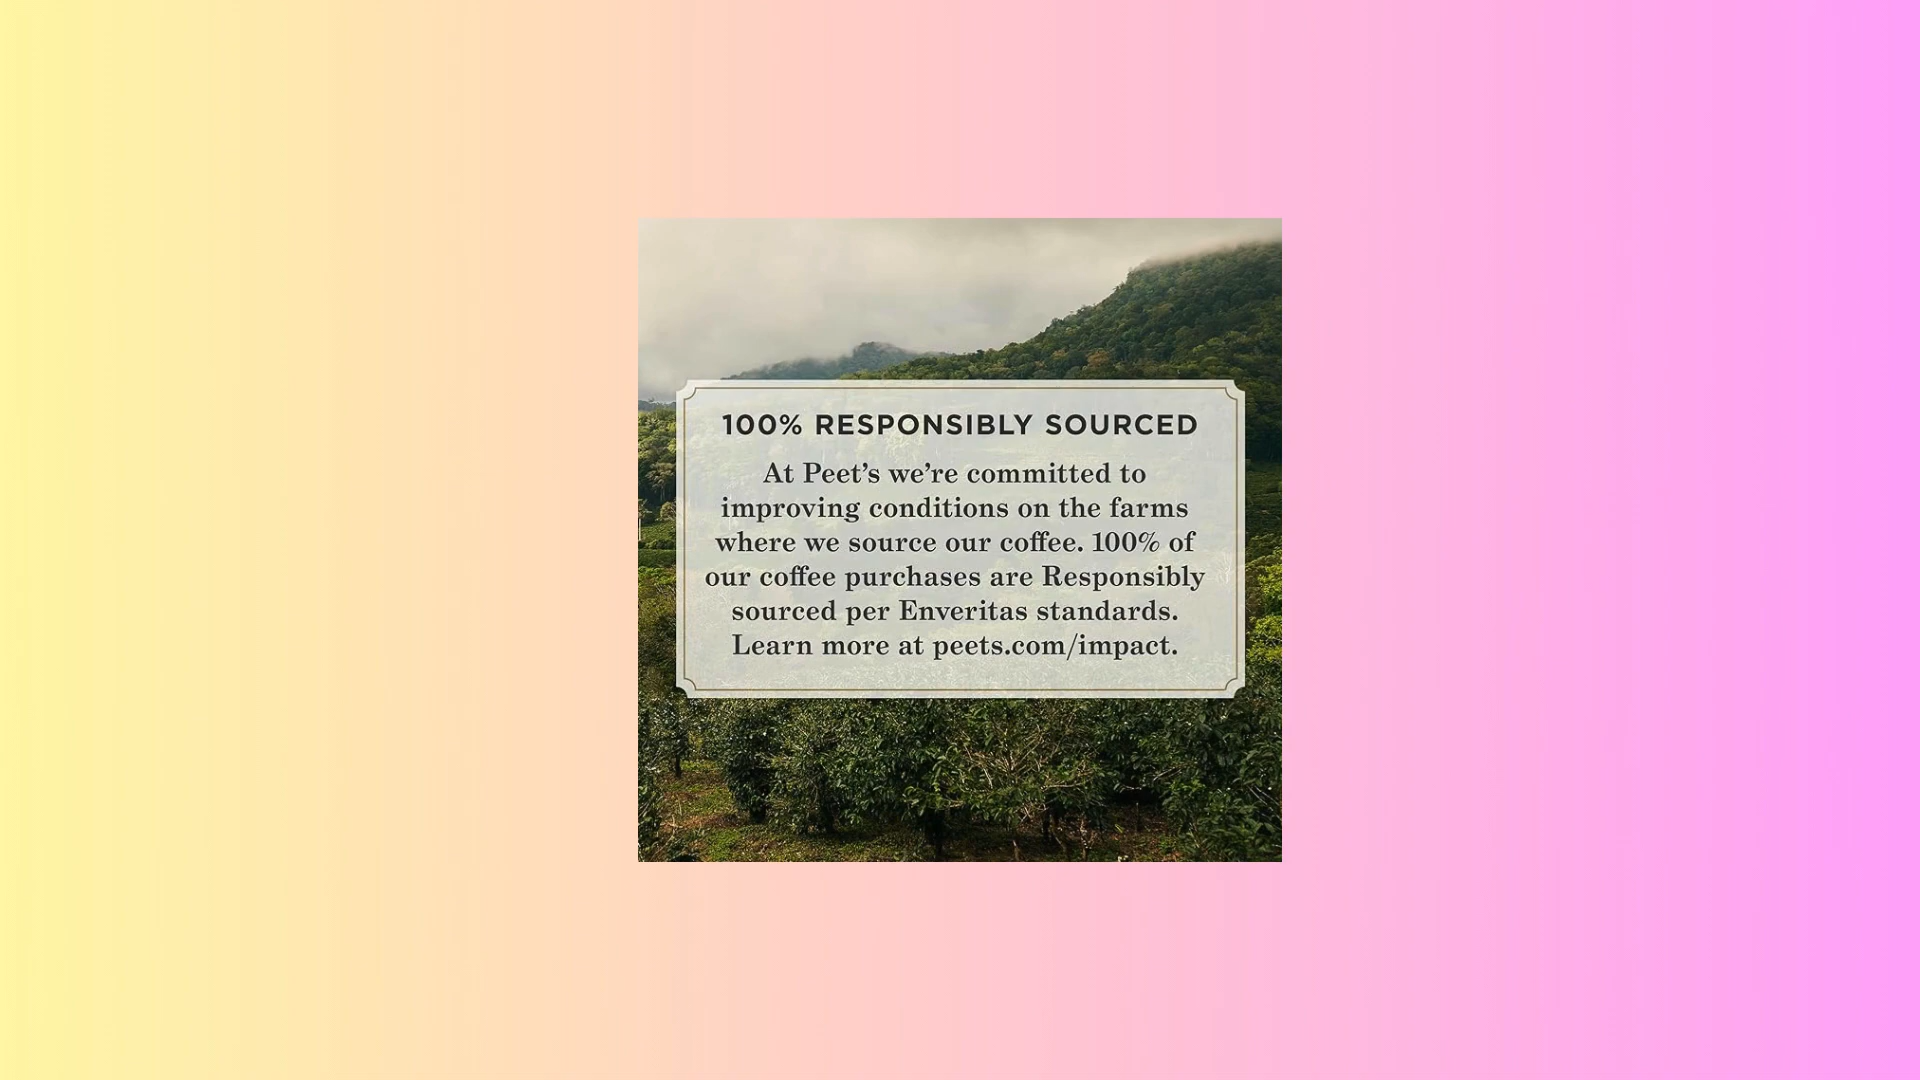 100% RESPONSIBLY SOURCED
At Peet’s we’re committed to
improving conditions on the farms
where we source our coffee. 100% of
our coffee purchases are Responsibly
sourced per Enveritas standards.
Learn more at peets.com/impact.